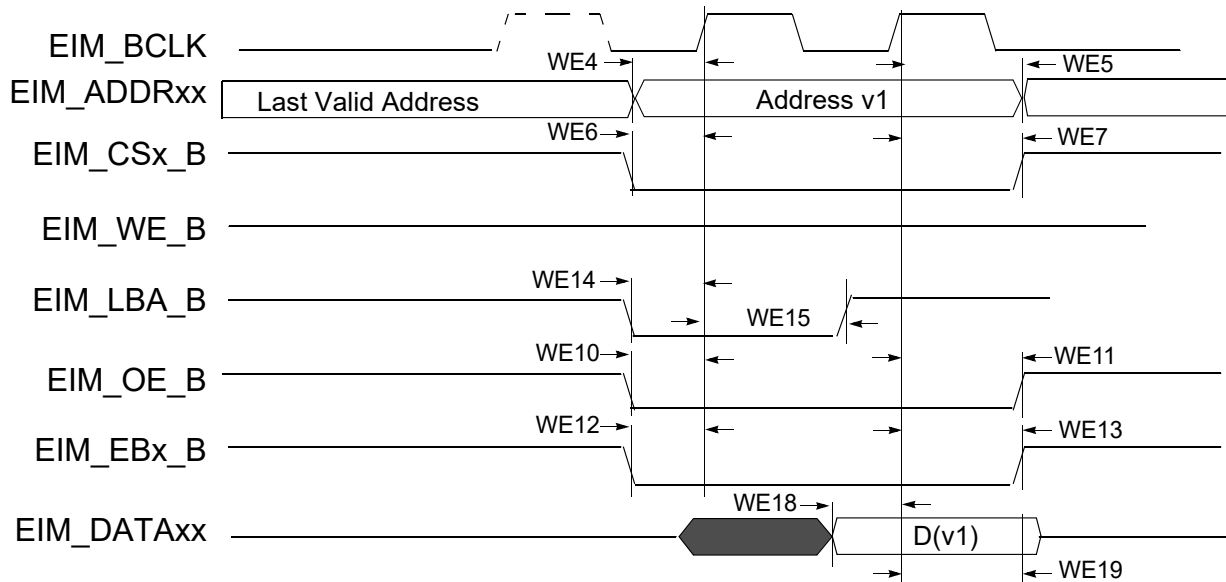 EIM_BCLK
WE4
WE5
EIM_ADDRxx
Last Valid Address
Address v1
WE6
WE7
EIM_CSx_B
EIM_WE_B
WE14
EIM_LBA_B
WE15
WE10
WE11
EIM_OE_B
WE12
WE13
EIM_EBx_B
WE18
EIM_DATAxx
D(v1)
WE19